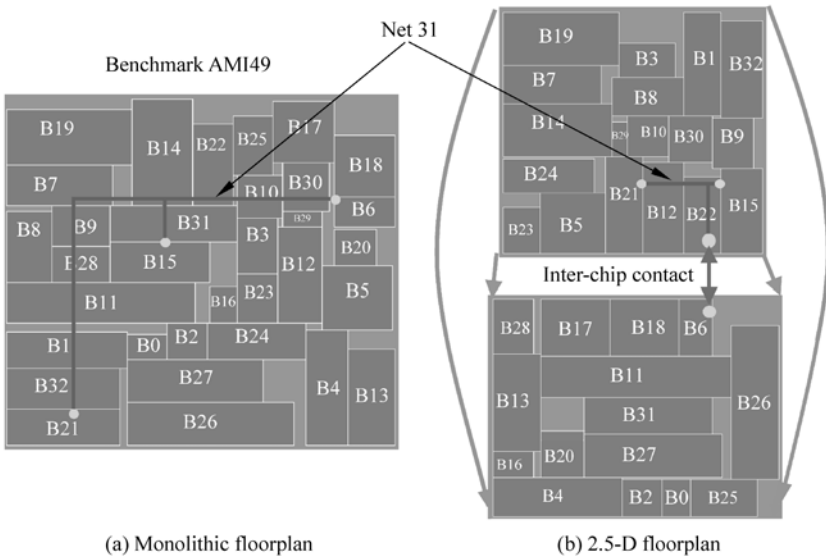 Net 31
Benchmark AMI49
B19
B14
B22
B25
B17
B18
B7
B10
B30
B6
B8
B9
B31
B29
B3
B12
B20
B28
B15
B5
B11
B16
B23
B1
B0
B2
B24
B32
B27
B4
B13
B21
B26
(a) Monolithic floorplan
B19
B3
B1
B32
B7
B8
B14
B29
B10
B30
B9
B24
B21
B12
B22
B15
B23
B5
Inter-chip contact
B28
B17
B18
B6
B13
B11
B26
B31
B16
B20
B27
B4
B2
B0
B25
(b) 2.5-D floorplan